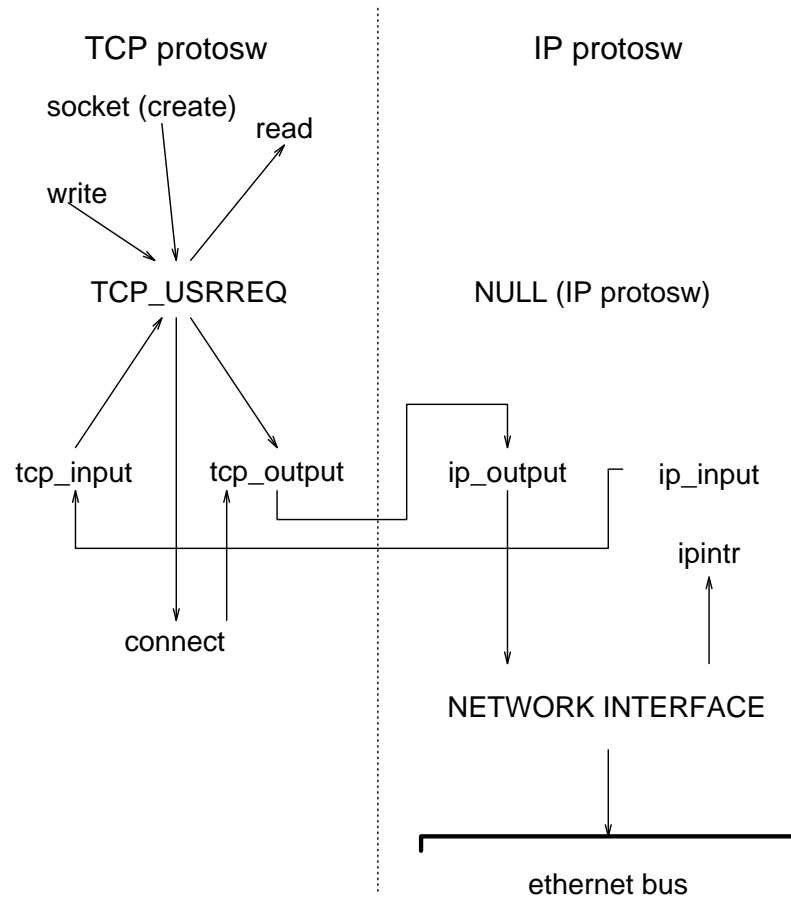 TCP protosw
IP protosw
socket (create)
read
write
TCP_USRREQ
NULL (IP protosw)
tcp_input
tcp_output
ip_output
ip_input
ipintr
connect
NETWORK INTERFACE
ethernet bus